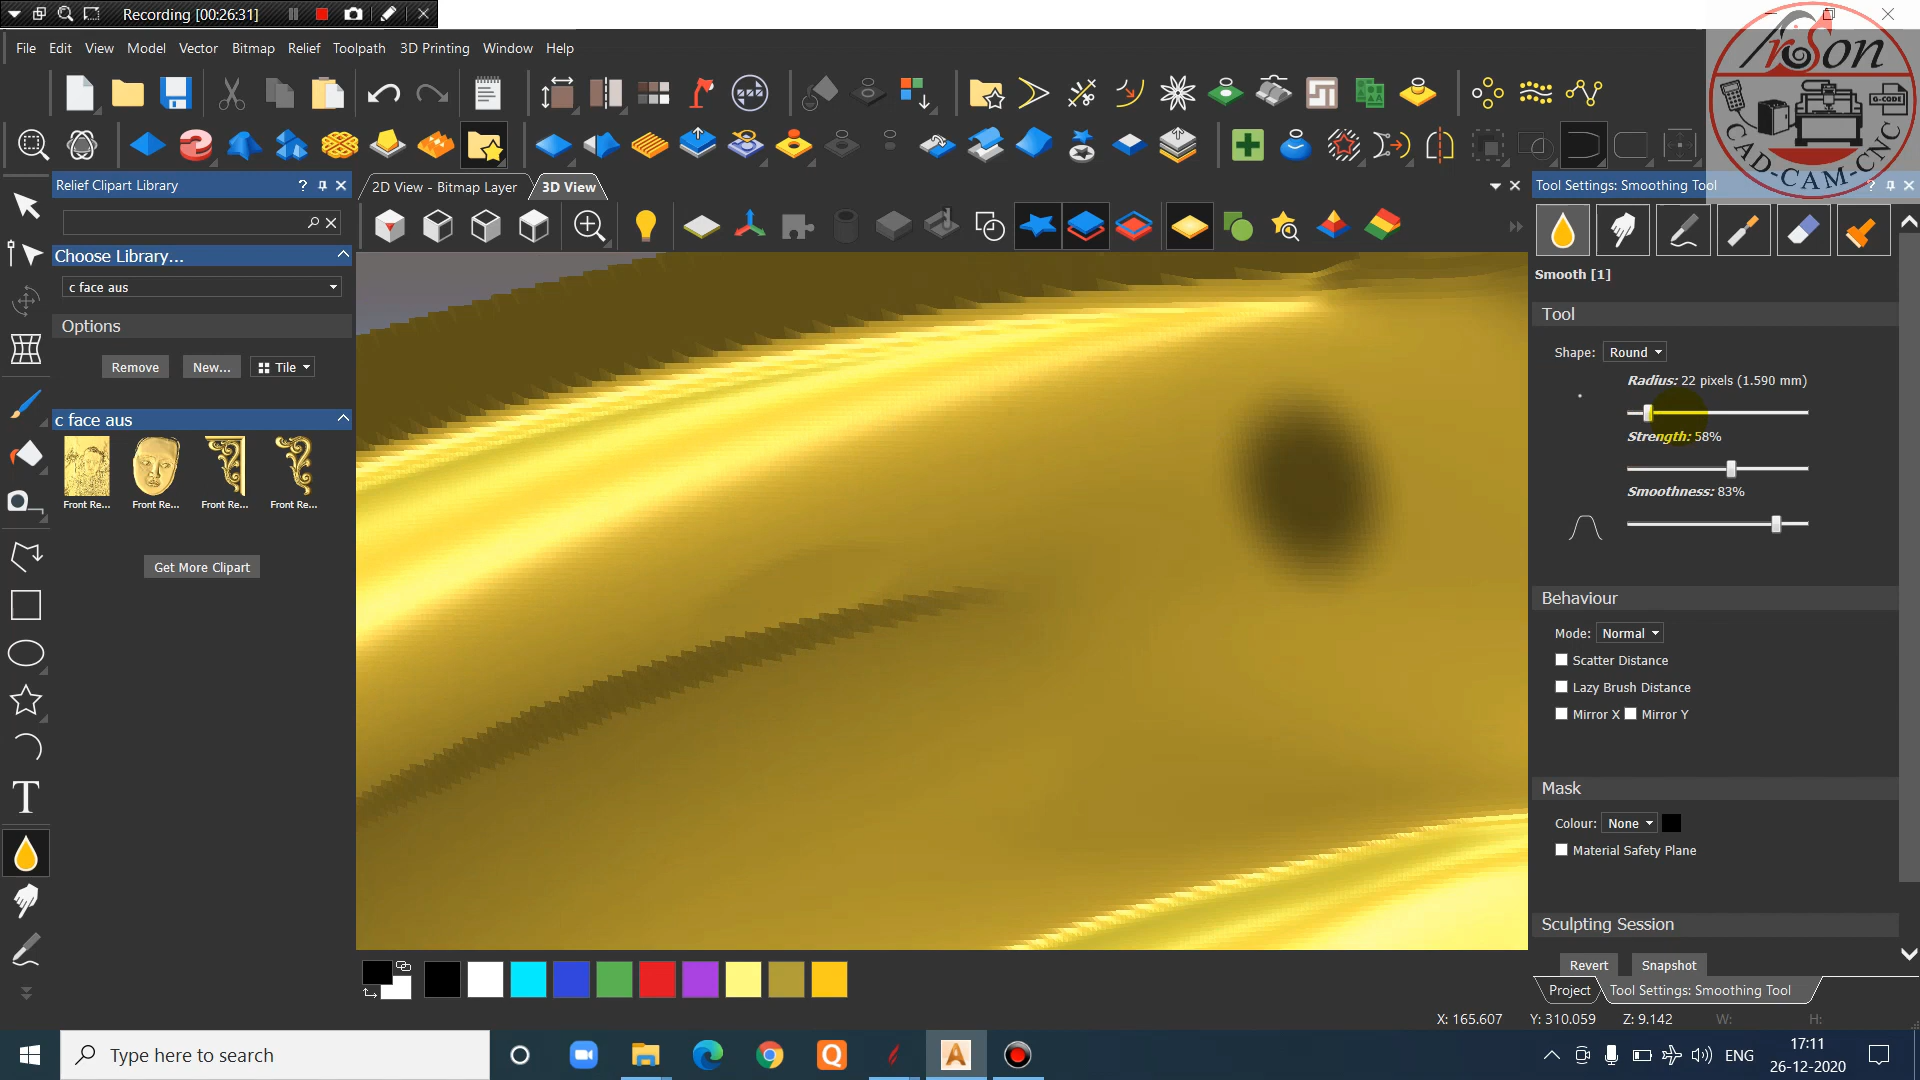 Recording [00:26:31]
File Edit View Model Vector Bitmap Relief Toolpath 3D Printing Window Help
ArSon
CAD-CAM-CNC
G-CODE
Relief Clipart Library
2D View - Bitmap Layer
3D View
Tool Settings: Smoothing Tool
Choose Library...
c face aus
Smooth [1]
Options
Tool
Remove New... Tile
Shape: Round
Radius: 22 pixels (1.590 mm)
c face aus
Strength: 58%
Smoothness: 83%
Front Re... Front Re... Front Re... Front Re...
Get More Clipart
Behaviour
Mode: Normal
Scatter Distance
Lazy Brush Distance
Mirror X Mirror Y
Mask
Colour: None
Material Safety Plane
Sculpting Session
Revert Snapshot
Project Tool Settings: Smoothing Tool
X: 165.607 Y: 310.059 Z: 9.142 W: H:
Type here to search
ENG
17:11
26-12-2020